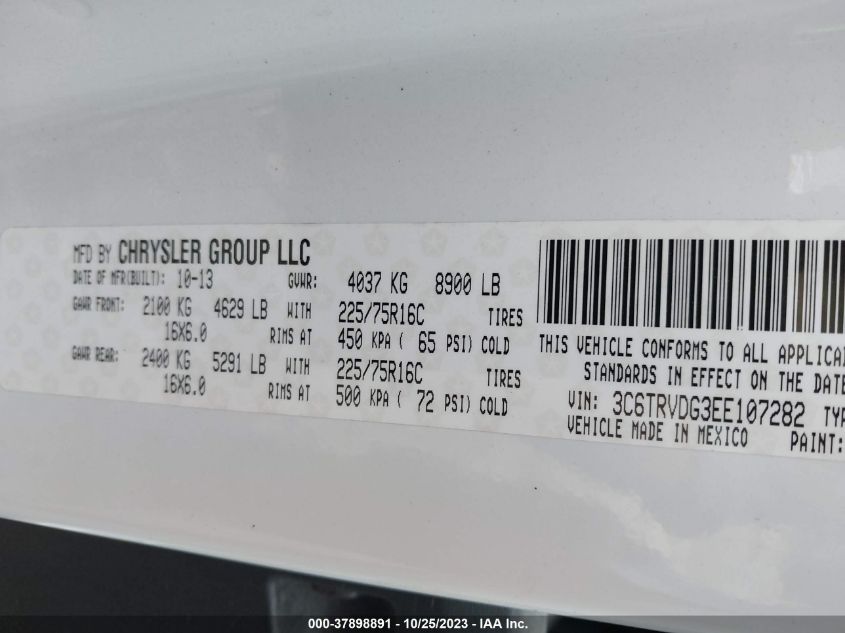 MFD BY CHRYSLER GROUP LLC
DATE OF MFR(BUILT): 10-13 GVWR: 4037 KG 8900 LB
GAWR FRONT: 2100 KG 4629 LB WITH 225/75R16C TIRES
16X6.0 RIMS AT 450 KPA ( 65 PSI) COLD
GAWR REAR: 2400 KG 5291 LB WITH 225/75R16C TIRES
16X6.0 RIMS AT 500 KPA ( 72 PSI) COLD
THIS VEHICLE CONFORMS TO ALL APPLICA
STANDARDS IN EFFECT ON THE DATE
VIN: 3C6TRVDG3EE107282 TYP
VEHICLE MADE IN MEXICO PAINT:
000-37898891 - 10/25/2023 - IAA Inc.